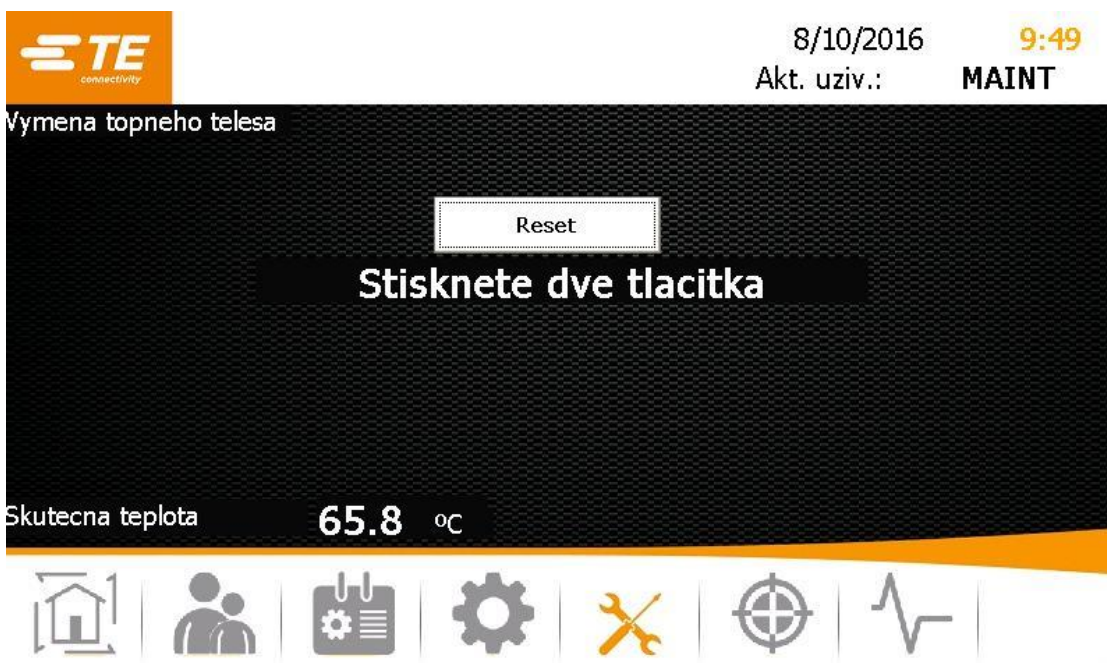 TE
connectivity
8/10/2016 9:49
Akt. uziv.: MAINT
Vymena topneho telesa
Reset
Stisknete dve tlacitka
Skutecna teplota 65.8 ºC